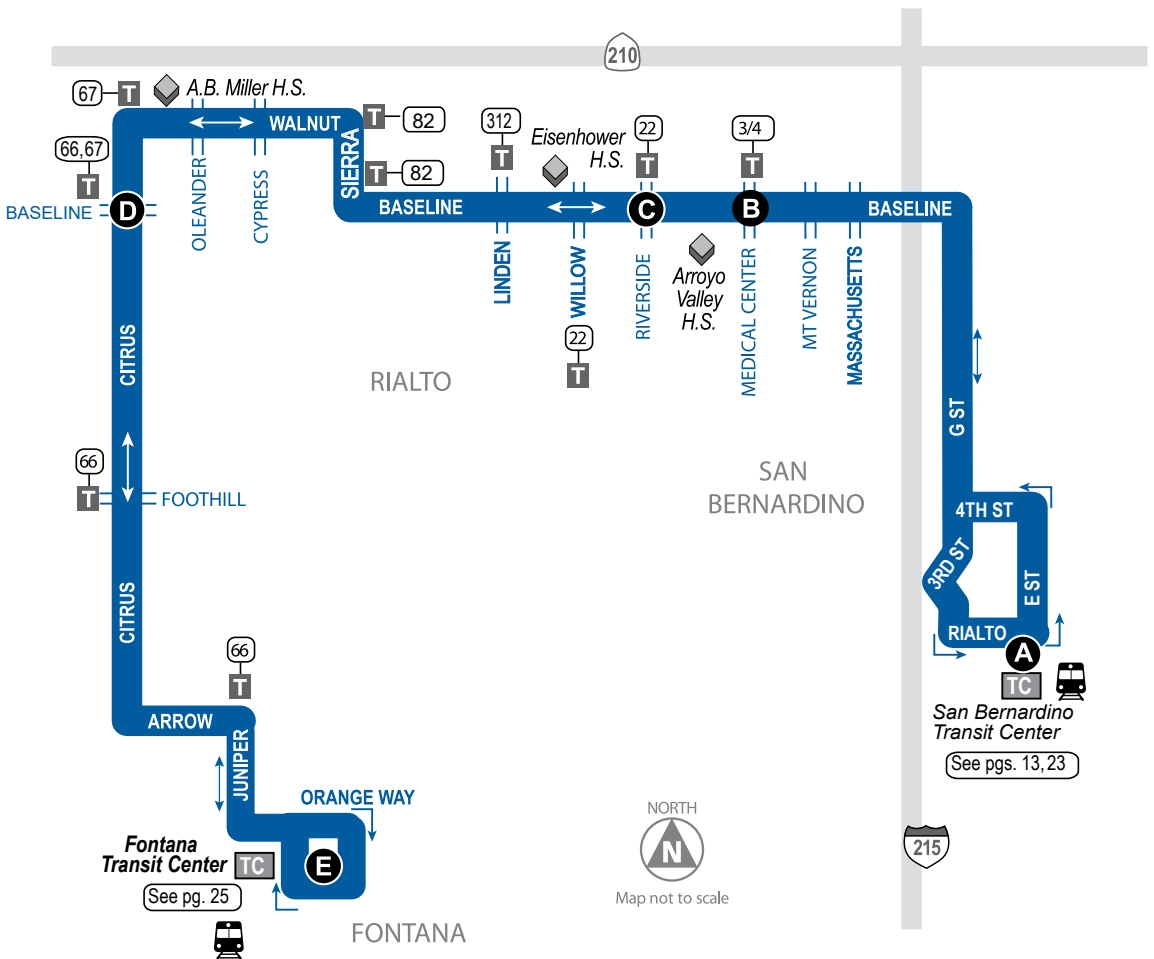 210
67
T
A.B. Miller H.S.
WALNUT
T
82
66,67
T
SIERRA
T
82
312
T
Eisenhower
H.S.
22
T
3/4
T
BASELINE
D
OLEANDER
CYPRESS
BASELINE
C
B
BASELINE
LINDEN
WILLOW
RIVERSIDE
Arroyo
Valley
H.S.
MEDICAL CENTER
MT VERNON
MASSACHUSETTS
22
T
CITRUS
RIALTO
G ST
66
T
FOOTHILL
SAN
BERNARDINO
4TH ST
3RD ST
E ST
CITRUS
RIALTO
A
TC
San Bernardino
Transit Center
See pgs. 13,23
66
T
ARROW
JUNIPER
ORANGE WAY
Fontana
Transit Center
TC
E
See pg. 25
FONTANA
NORTH
N
Map not to scale
215